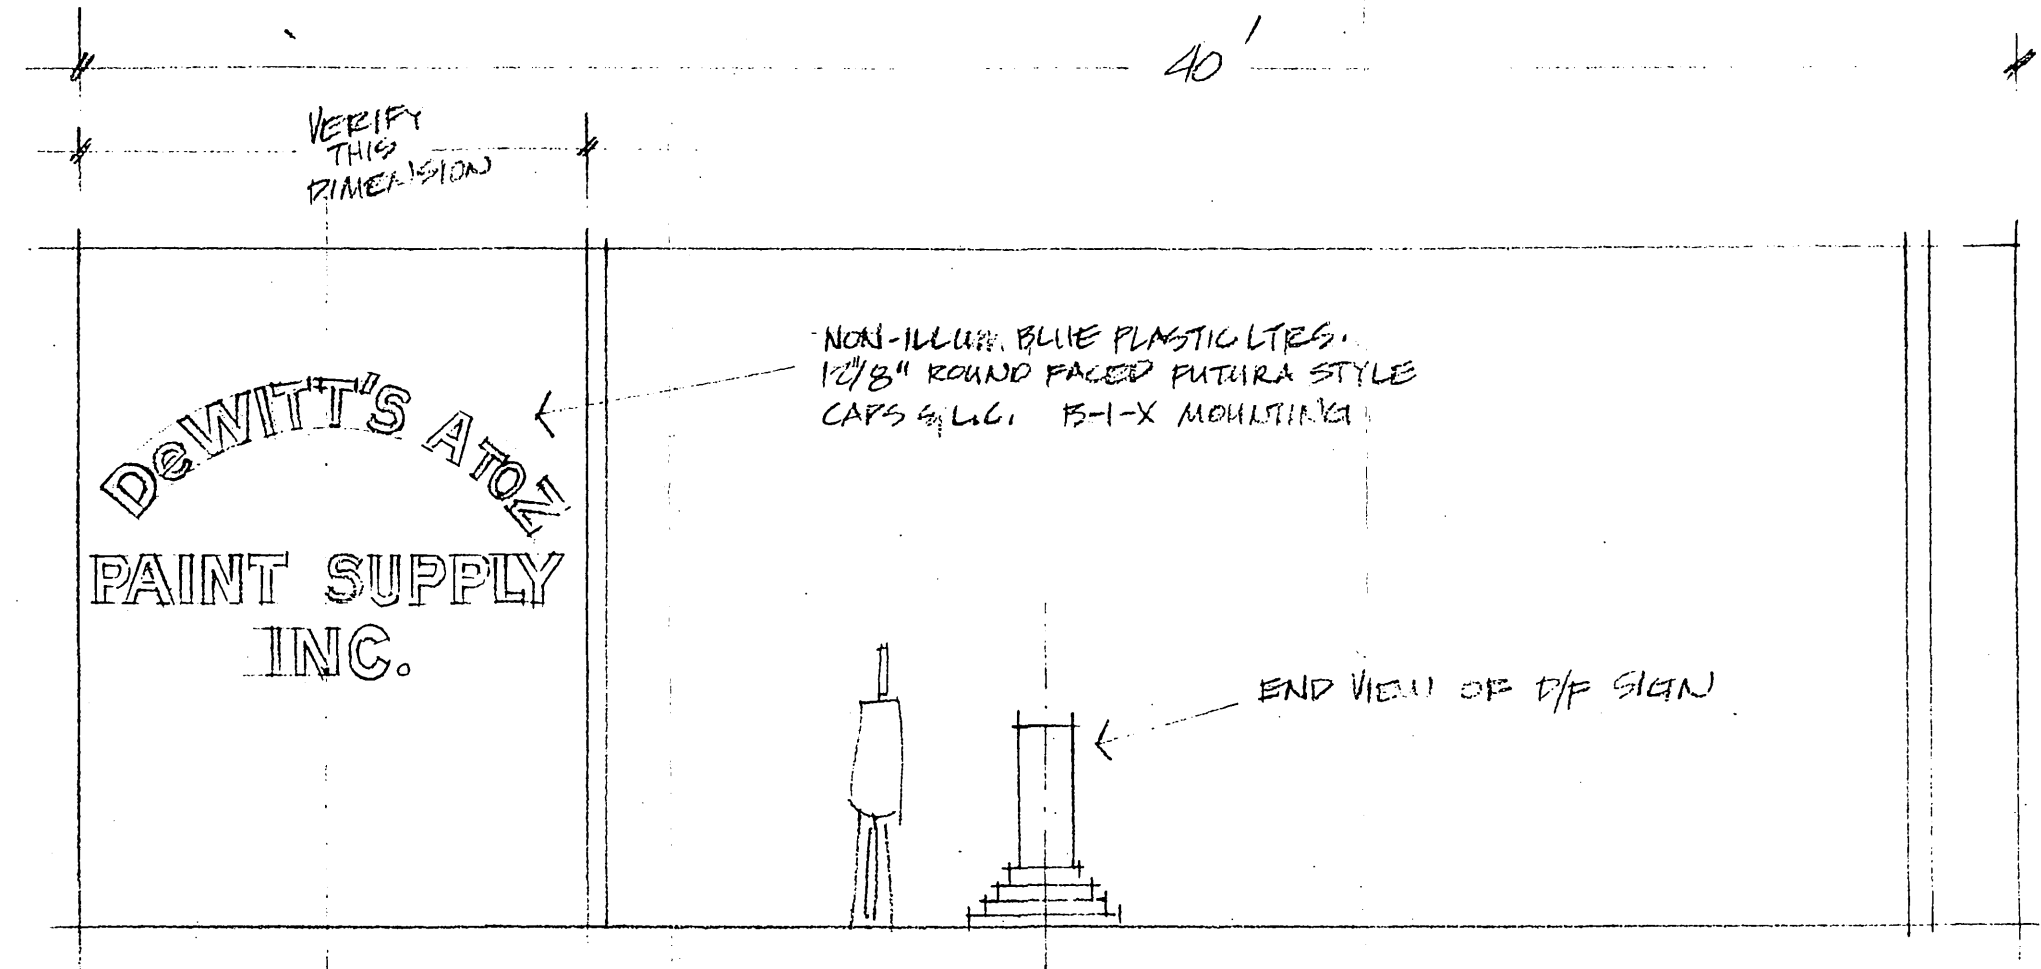 40'
VERIFY
THIS
DIMENSION
NON-ILLUM. BLUE PLASTIC LTRS.
12"/8" ROUND FACED FUTURA STYLE
CAPS & L.C. B-1-X MOUNTING
DeWITT'S A TO Z
PAINT SUPPLY
INC.
END VIEW OF D/F SIGN